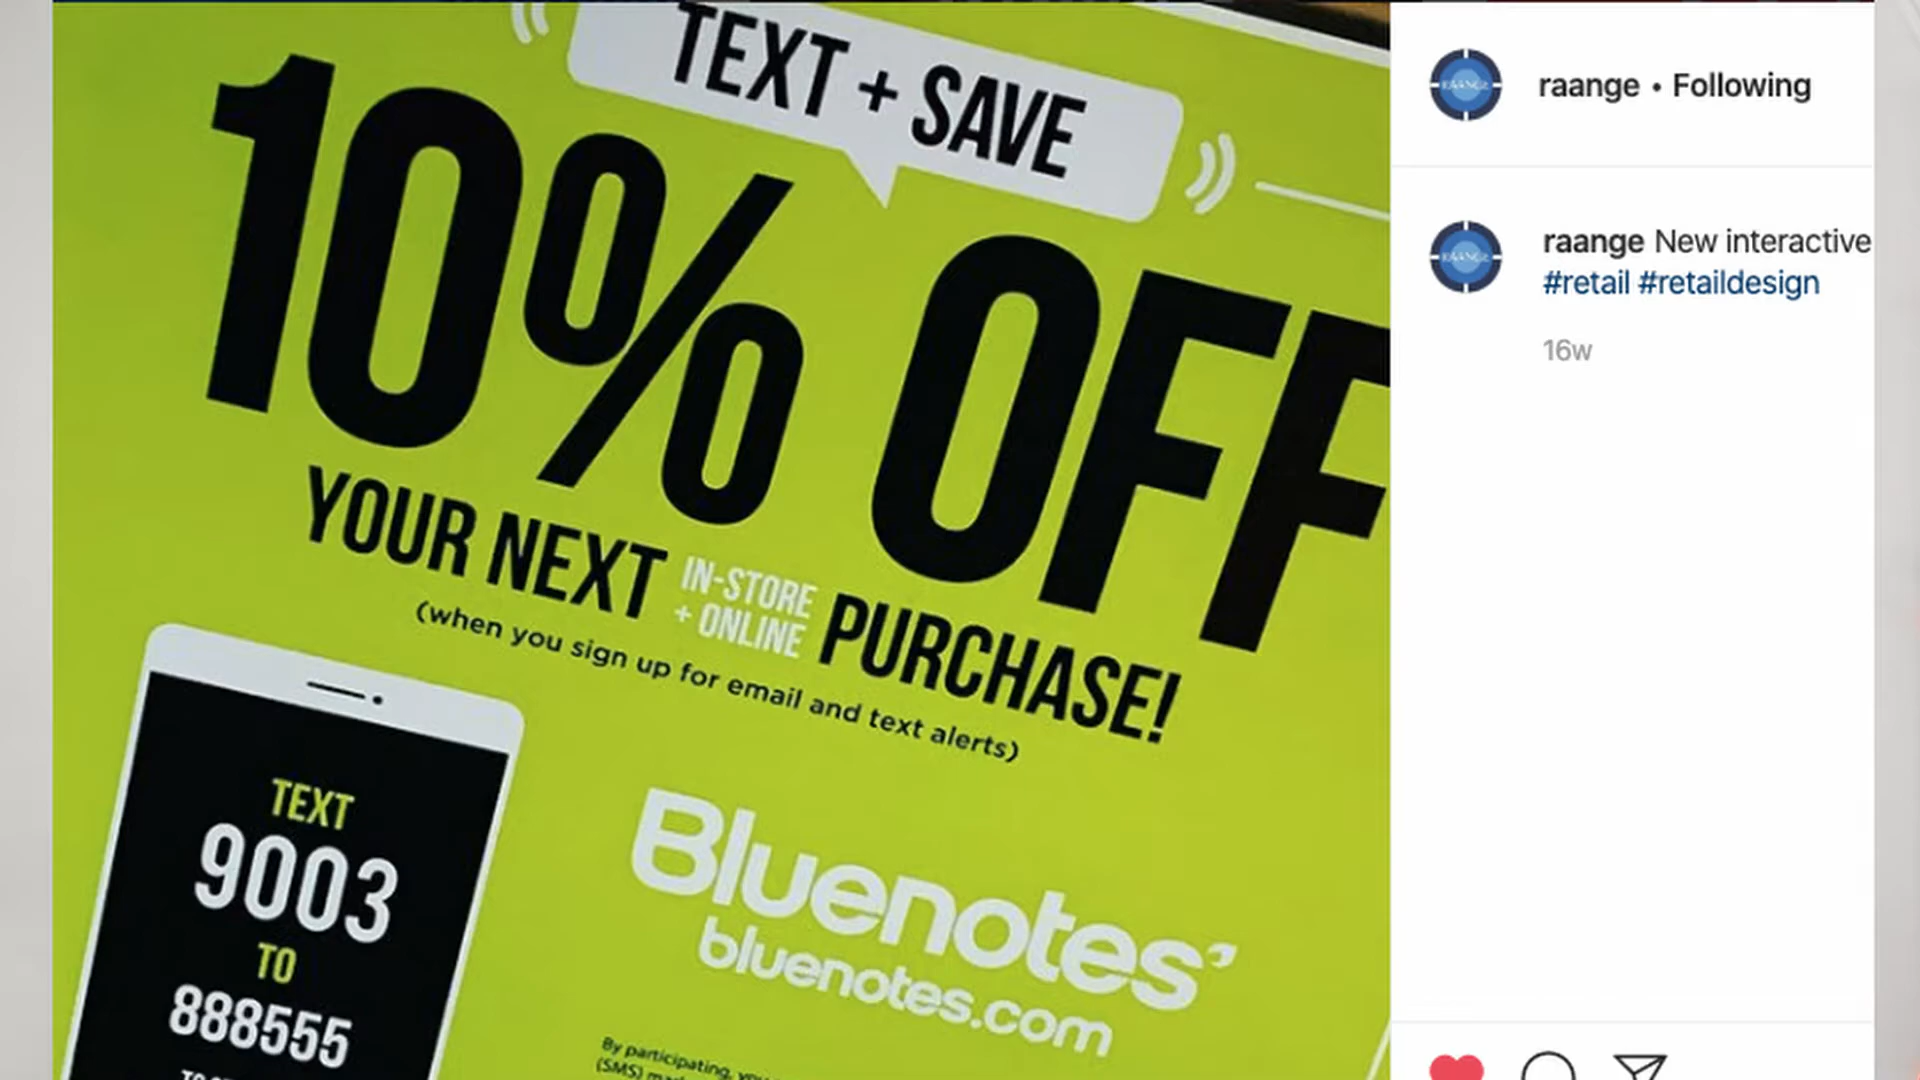 TEXT + SAVE
10% OFF
YOUR NEXT IN-STORE + ONLINE PURCHASE!
(when you sign up for email and text alerts)
TEXT
9003
TO
888555
Bluenotes'
bluenotes.com
By participating,
(SMS)
raange • Following
raange New interactive
#retail #retaildesign
16w